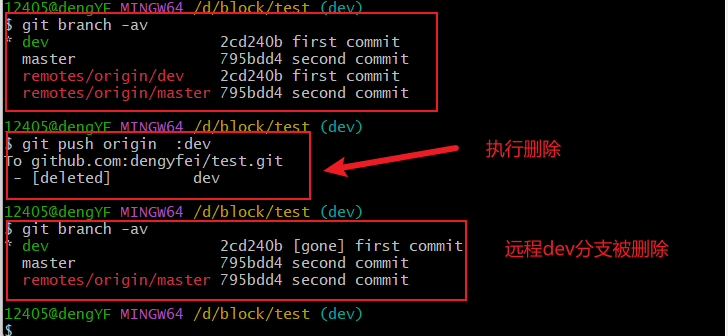 12405@dengYF MINGW64 /d/block/test (dev)
$ git branch -av
* dev                   2cd240b first commit
  master                795bdd4 second commit
  remotes/origin/dev    2cd240b first commit
  remotes/origin/master 795bdd4 second commit
12405@dengYF MINGW64 /d/block/test (dev)
$ git push origin  :dev
To github.com:dengyfei/test.git
 - [deleted]         dev
执行删除
12405@dengYF MINGW64 /d/block/test (dev)
$ git branch -av
* dev                   2cd240b [gone] first commit
  master                795bdd4 second commit
  remotes/origin/master 795bdd4 second commit
远程dev分支被删除
12405@dengYF MINGW64 /d/block/test (dev)
$